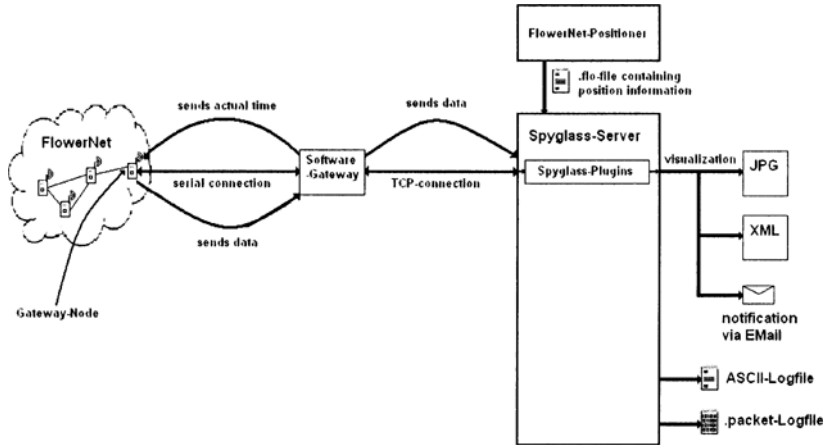 FlowerNet-Positioner
.flo-file containing
position information
sends actual time
sends data
FlowerNet
Spyglass-Server
Software
-Gateway
Spyglass-Plugins
visualization
JPG
serial connection
TCP-connection
XML
sends data
Gateway-Node
notification
via EMail
ASCII-Logfile
.packet-Logfile